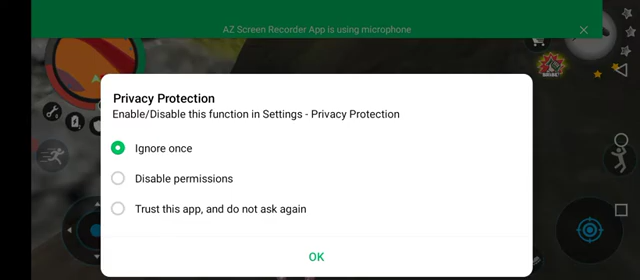 AZ Screen Recorder App is using microphone
Privacy Protection
Enable/Disable this function in Settings - Privacy Protection
Ignore once
Disable permissions
Trust this app, and do not ask again
OK